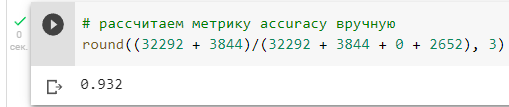 # рассчитаем метрику accuracy вручную
0
сек.
round((32292 + 3844)/(32292 + 3844 + 0 + 2652), 3)
0.932